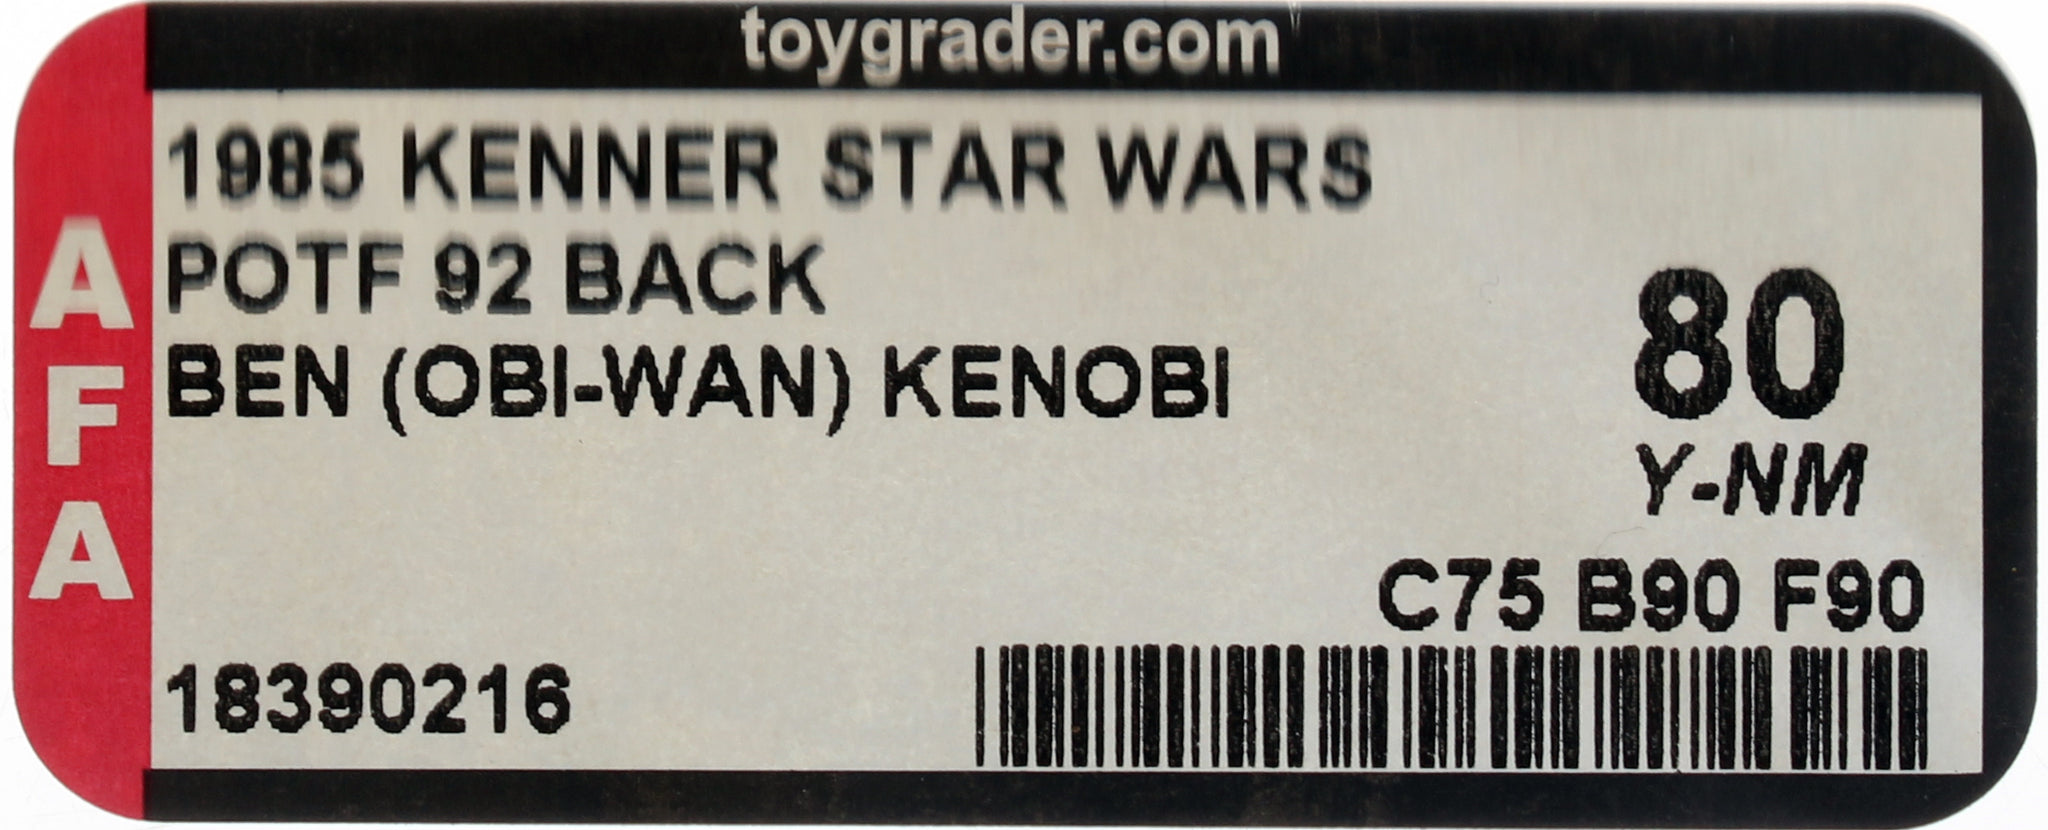 toygrader.com
1985 KENNER STAR WARS
POTF 92 BACK
BEN (OBI-WAN) KENOBI
80
Y-NM
C75 B90 F90
18390216
AFA